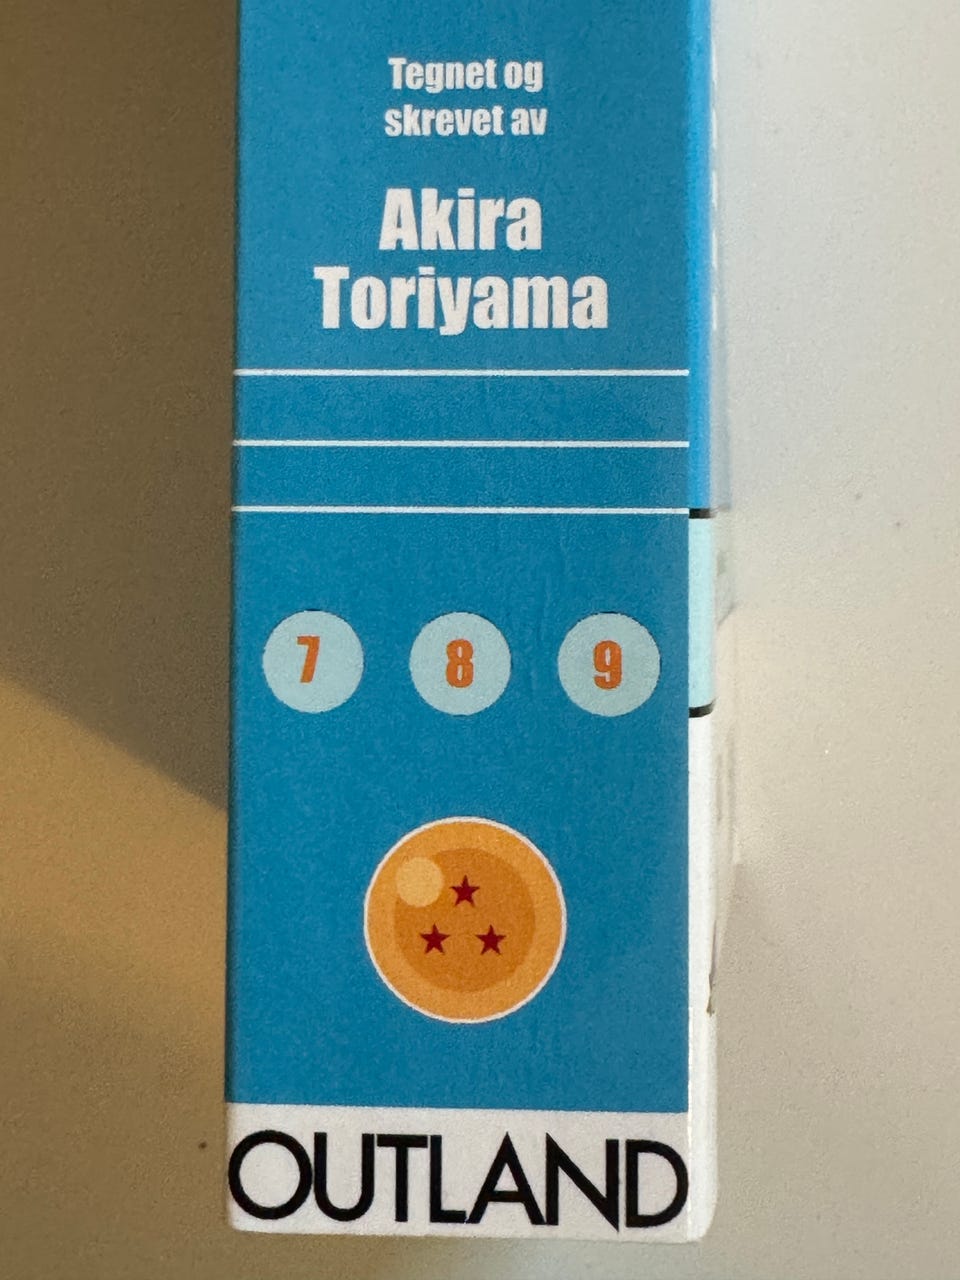 Tegnet og
skrevet av
Akira
Toriyama
7 8 9
OUTLAND